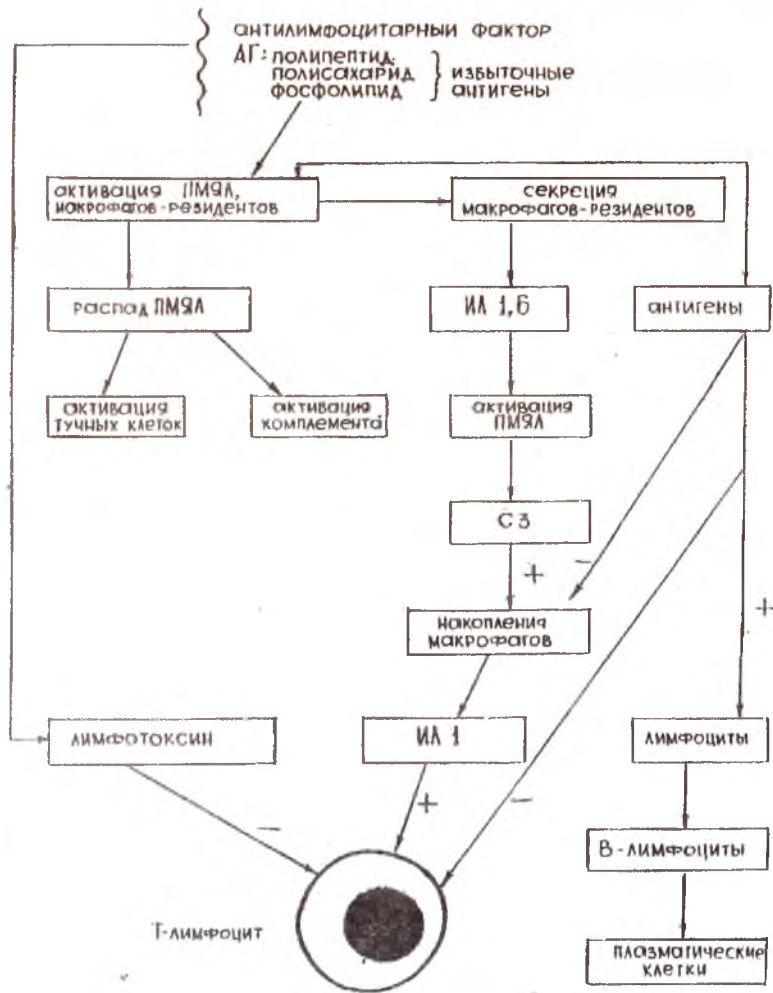 антилимфоцитарный фактор
АГ: полипептид,
полисахарид
фосфолипид
избыточные
антигены
активация ПМЯЛ,
макрофагов-резидентов
секреция
макрофагов-резидентов
распад ПМЯЛ
ИЛ 1,6
антигены
активация
тучных клеток
активация
комплемента
активация
ПМЯЛ
С3
+
−
накопления
макрофагов
+
лимфотоксин
ИЛ 1
лимфоциты
−
+
−
В-лимфоциты
Т-лимфоцит
плазматические
клетки